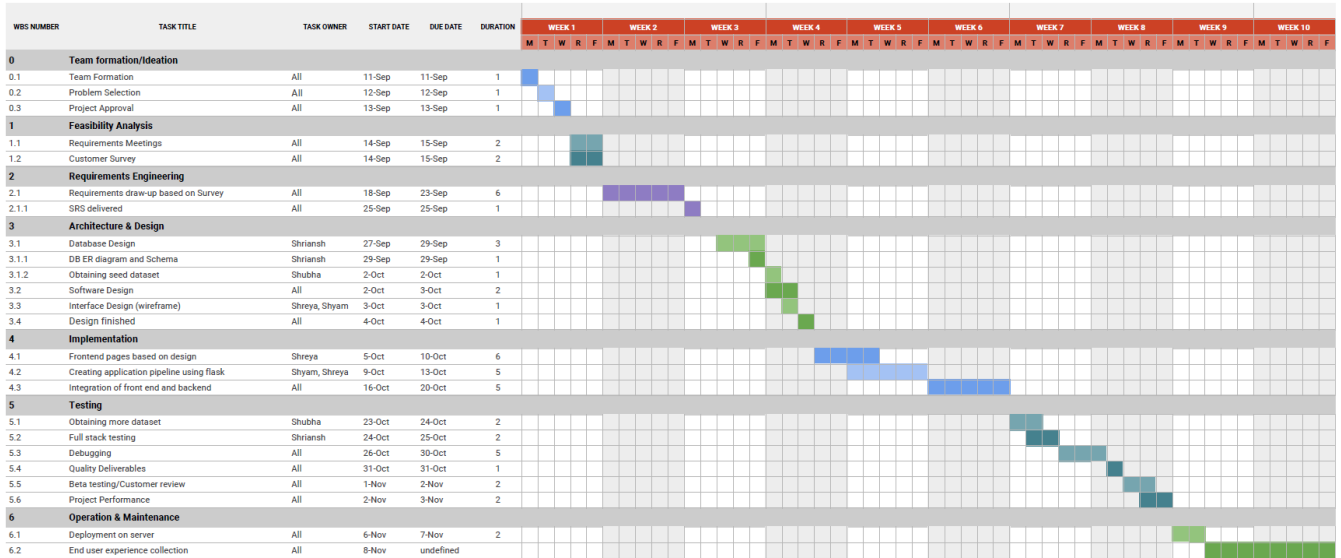 WBS NUMBER TASK TITLE TASK OWNER START DATE DUE DATE DURATION WEEK 1 WEEK 2 WEEK 3 WEEK 4 WEEK 5 WEEK 6 WEEK 7 WEEK 8 WEEK 9 WEEK 10
M T W R F M T W R F M T W R F M T W R F M T W R F M T W R F M T W R F M T W R F M T W R F M T W R F
0 Team formation/Ideation
0.1 Team Formation All 11-Sep 11-Sep 1
0.2 Problem Selection All 12-Sep 12-Sep 1
0.3 Project Approval All 13-Sep 13-Sep 1
1 Feasibility Analysis
1.1 Requirements Meetings All 14-Sep 15-Sep 2
1.2 Customer Survey All 14-Sep 15-Sep 2
2 Requirements Engineering
2.1 Requirements draw-up based on Survey All 18-Sep 23-Sep 6
2.1.1 SRS delivered All 25-Sep 25-Sep 1
3 Architecture & Design
3.1 Database Design Shriansh 27-Sep 29-Sep 3
3.1.1 DB ER diagram and Schema Shriansh 29-Sep 29-Sep 1
3.1.2 Obtaining seed dataset Shubha 2-Oct 2-Oct 1
3.2 Software Design All 2-Oct 3-Oct 2
3.3 Interface Design (wireframe) Shreya, Shyam 3-Oct 3-Oct 1
3.4 Design finished All 4-Oct 4-Oct 1
4 Implementation
4.1 Frontend pages based on design Shreya 5-Oct 10-Oct 6
4.2 Creating application pipeline using flask Shyam, Shreya 9-Oct 13-Oct 5
4.3 Integration of front end and backend All 16-Oct 20-Oct 5
5 Testing
5.1 Obtaining more dataset Shubha 23-Oct 24-Oct 2
5.2 Full stack testing Shriansh 24-Oct 25-Oct 2
5.3 Debugging All 26-Oct 30-Oct 5
5.4 Quality Deliverables All 31-Oct 31-Oct 1
5.5 Beta testing/Customer review All 1-Nov 2-Nov 2
5.6 Project Performance All 2-Nov 3-Nov 2
6 Operation & Maintenance
6.1 Deployment on server All 6-Nov 7-Nov 2
6.2 End user experience collection All 8-Nov undefined